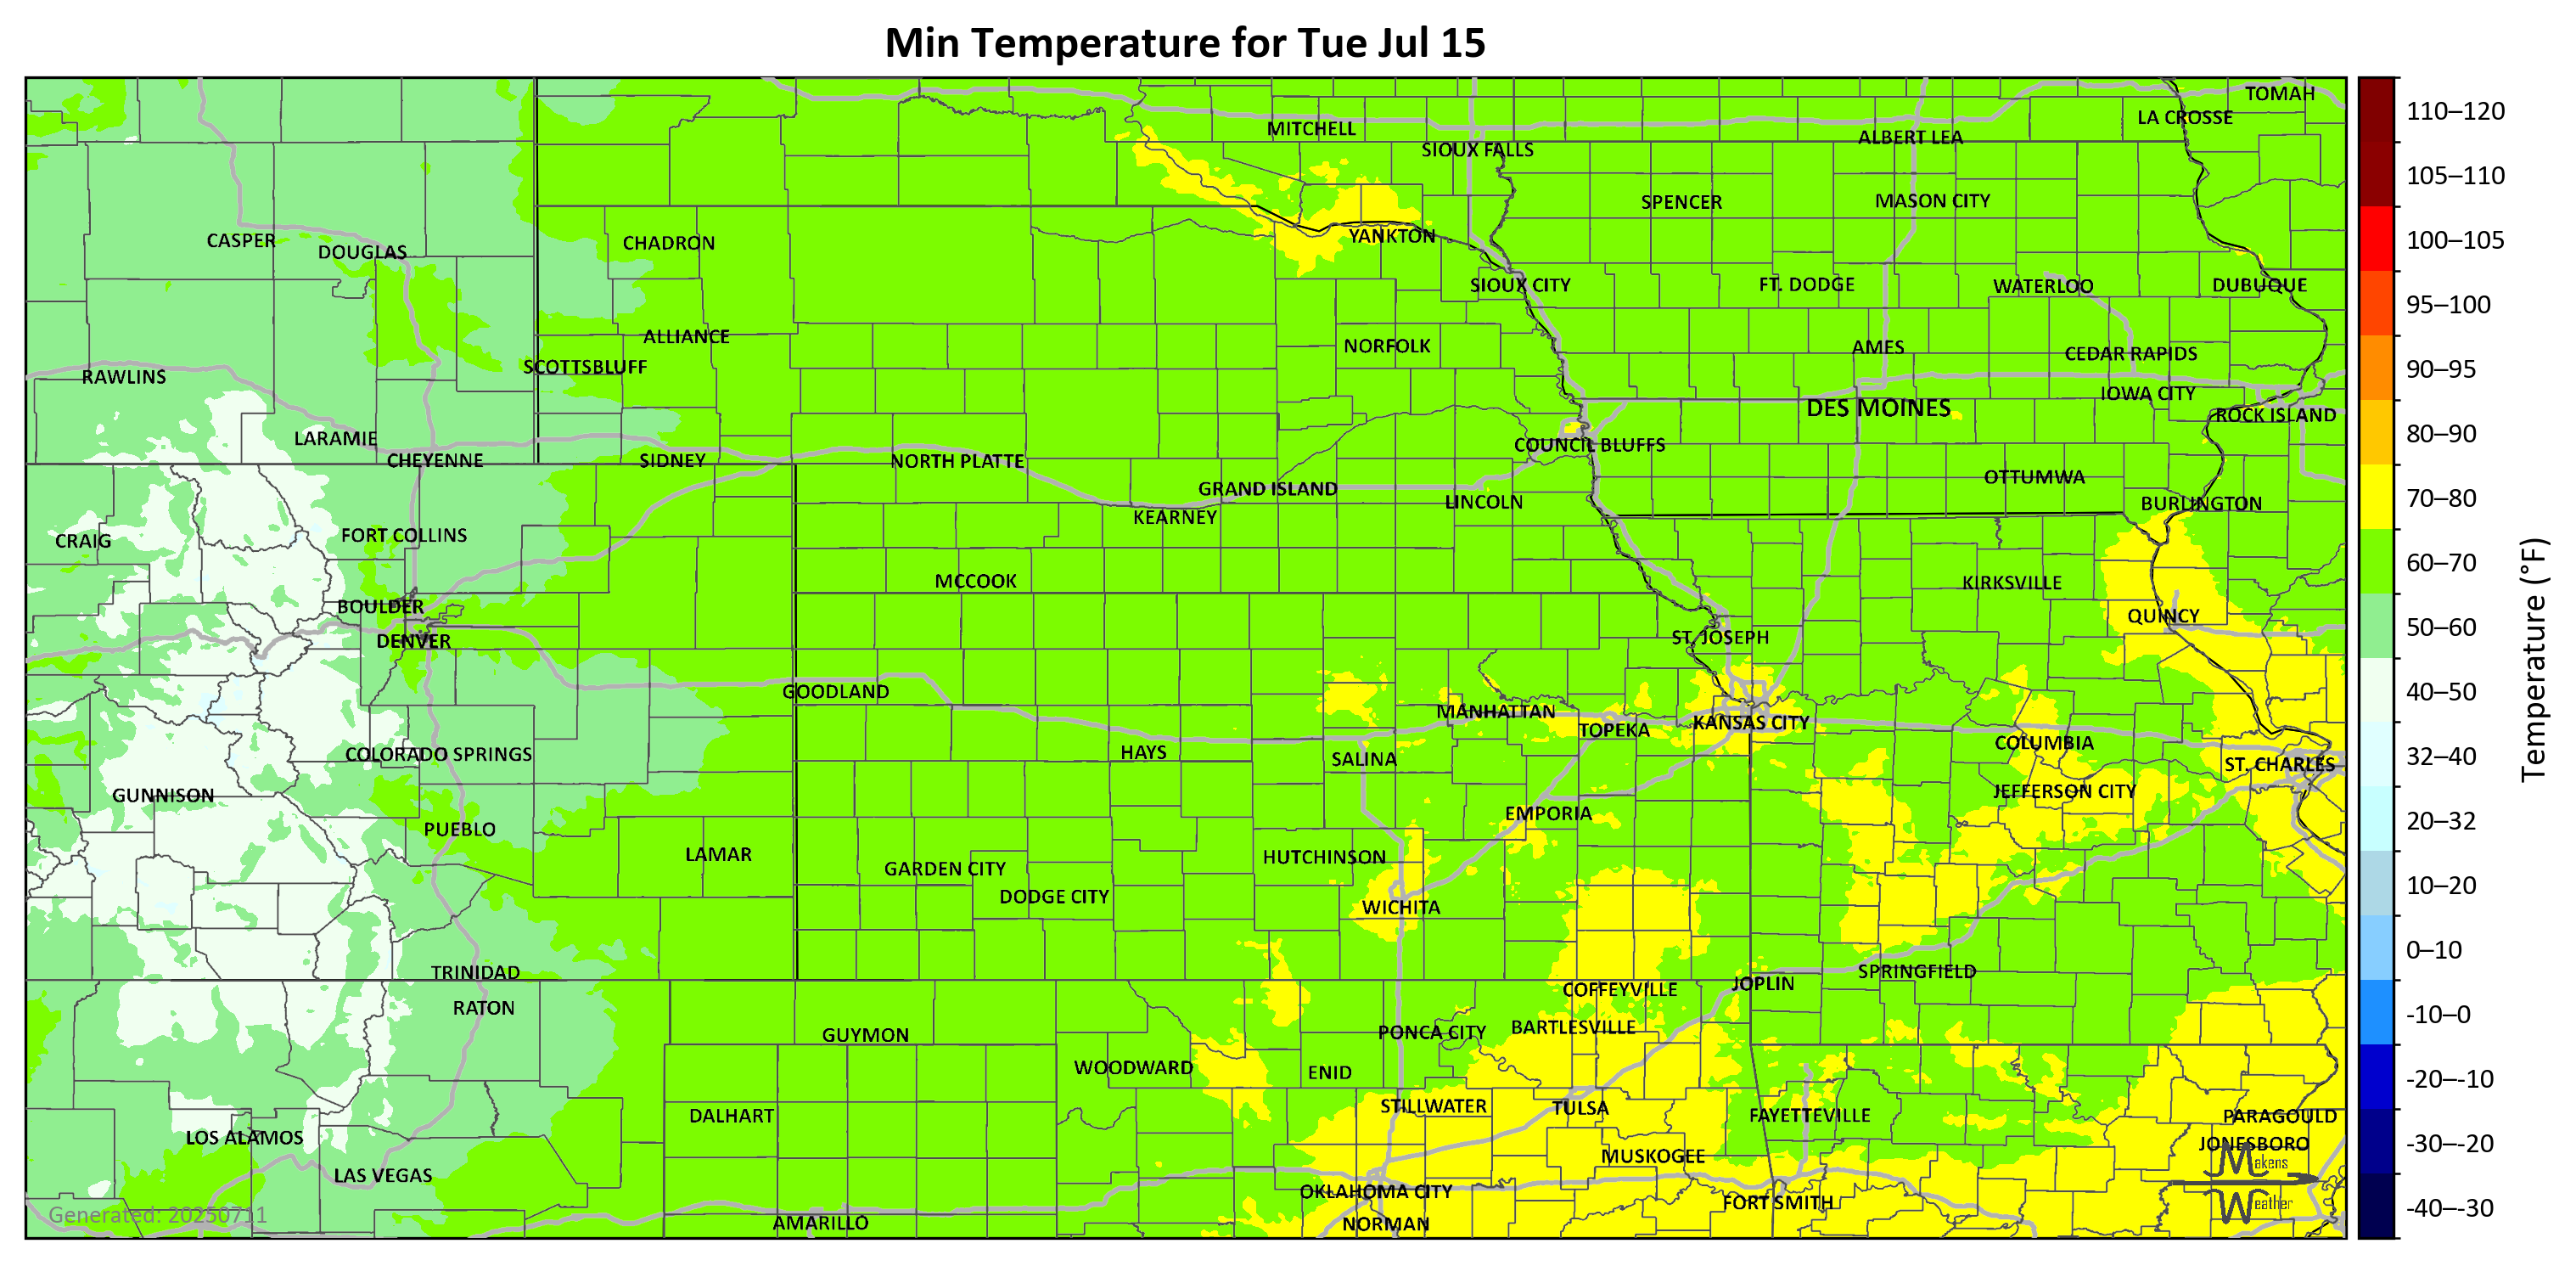 Min Temperature for Tue Jul 15
TOMAH
LA CROSSE
MITCHELL
ALBERT LEA
SIOUX FALLS
SPENCER
MASON CITY
CASPER
DOUGLAS
CHADRON
YANKTON
SIOUX CITY
FT. DODGE
WATERLOO
DUBUQUE
ALLIANCE
NORFOLK
AMES
CEDAR RAPIDS
SCOTTSBLUFF
RAWLINS
IOWA CITY
DES MOINES
ROCK ISLAND
LARAMIE
COUNCIL BLUFFS
CHEYENNE
SIDNEY
NORTH PLATTE
OTTUMWA
GRAND ISLAND
LINCOLN
BURLINGTON
KEARNEY
FORT COLLINS
CRAIG
MCCOOK
KIRKSVILLE
BOULDER
QUINCY
DENVER
ST. JOSEPH
GOODLAND
MANHATTAN
KANSAS CITY
TOPEKA
COLUMBIA
HAYS
COLORADO SPRINGS
SALINA
ST. CHARLES
GUNNISON
JEFFERSON CITY
EMPORIA
PUEBLO
LAMAR
HUTCHINSON
GARDEN CITY
DODGE CITY
WICHITA
TRINIDAD
SPRINGFIELD
JOPLIN
COFFEYVILLE
RATON
BARTLESVILLE
PONCA CITY
GUYMON
WOODWARD
ENID
STILLWATER
TULSA
DALHART
FAYETTEVILLE
PARAGOULD
LOS ALAMOS
JONESBORO
MUSKOGEE
LAS VEGAS
OKLAHOMA CITY
FORT SMITH
AMARILLO
NORMAN
Generated: 20250711
Makens
Weather
110–120
105–110
100–105
95–100
90–95
80–90
70–80
60–70
50–60
40–50
32–40
20–32
10–20
0–10
-10–0
-20–-10
-30–-20
-40–-30
Temperature (°F)